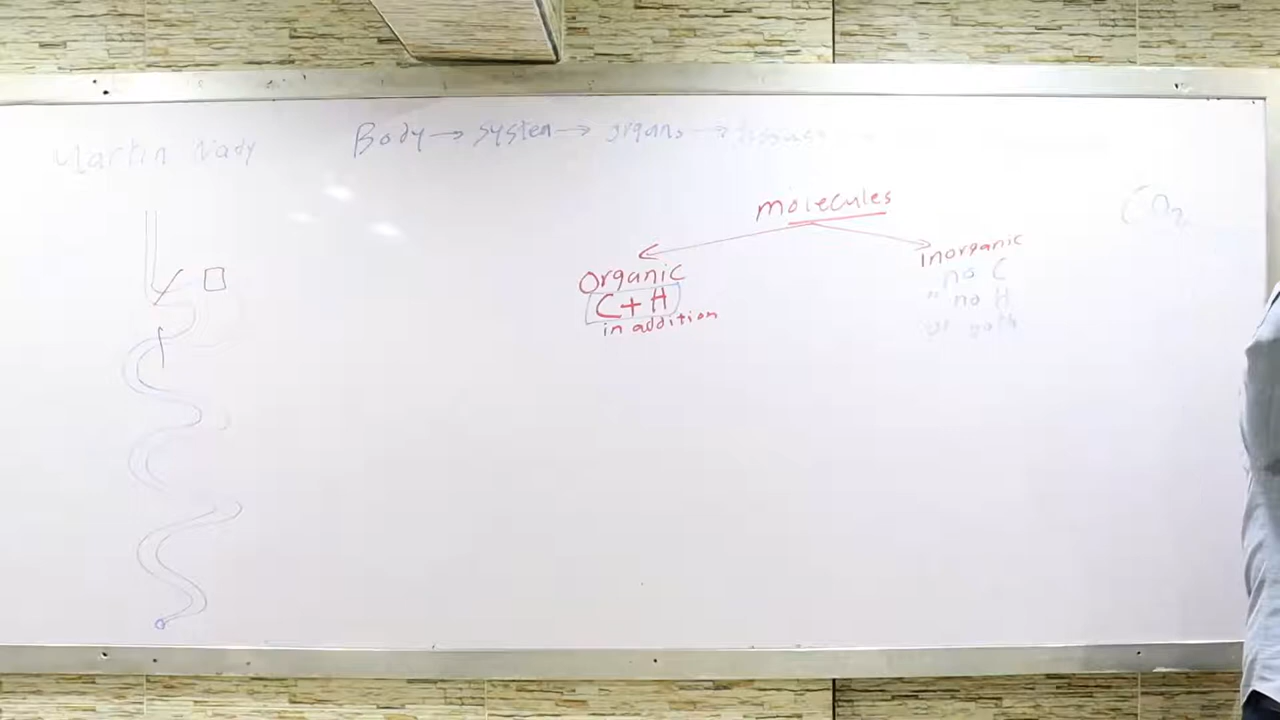 Martin Nady
Body → system → organs → tissues →
molecules
CO₂
Organic
C + H
in addition
Inorganic
no C
" no H
or both